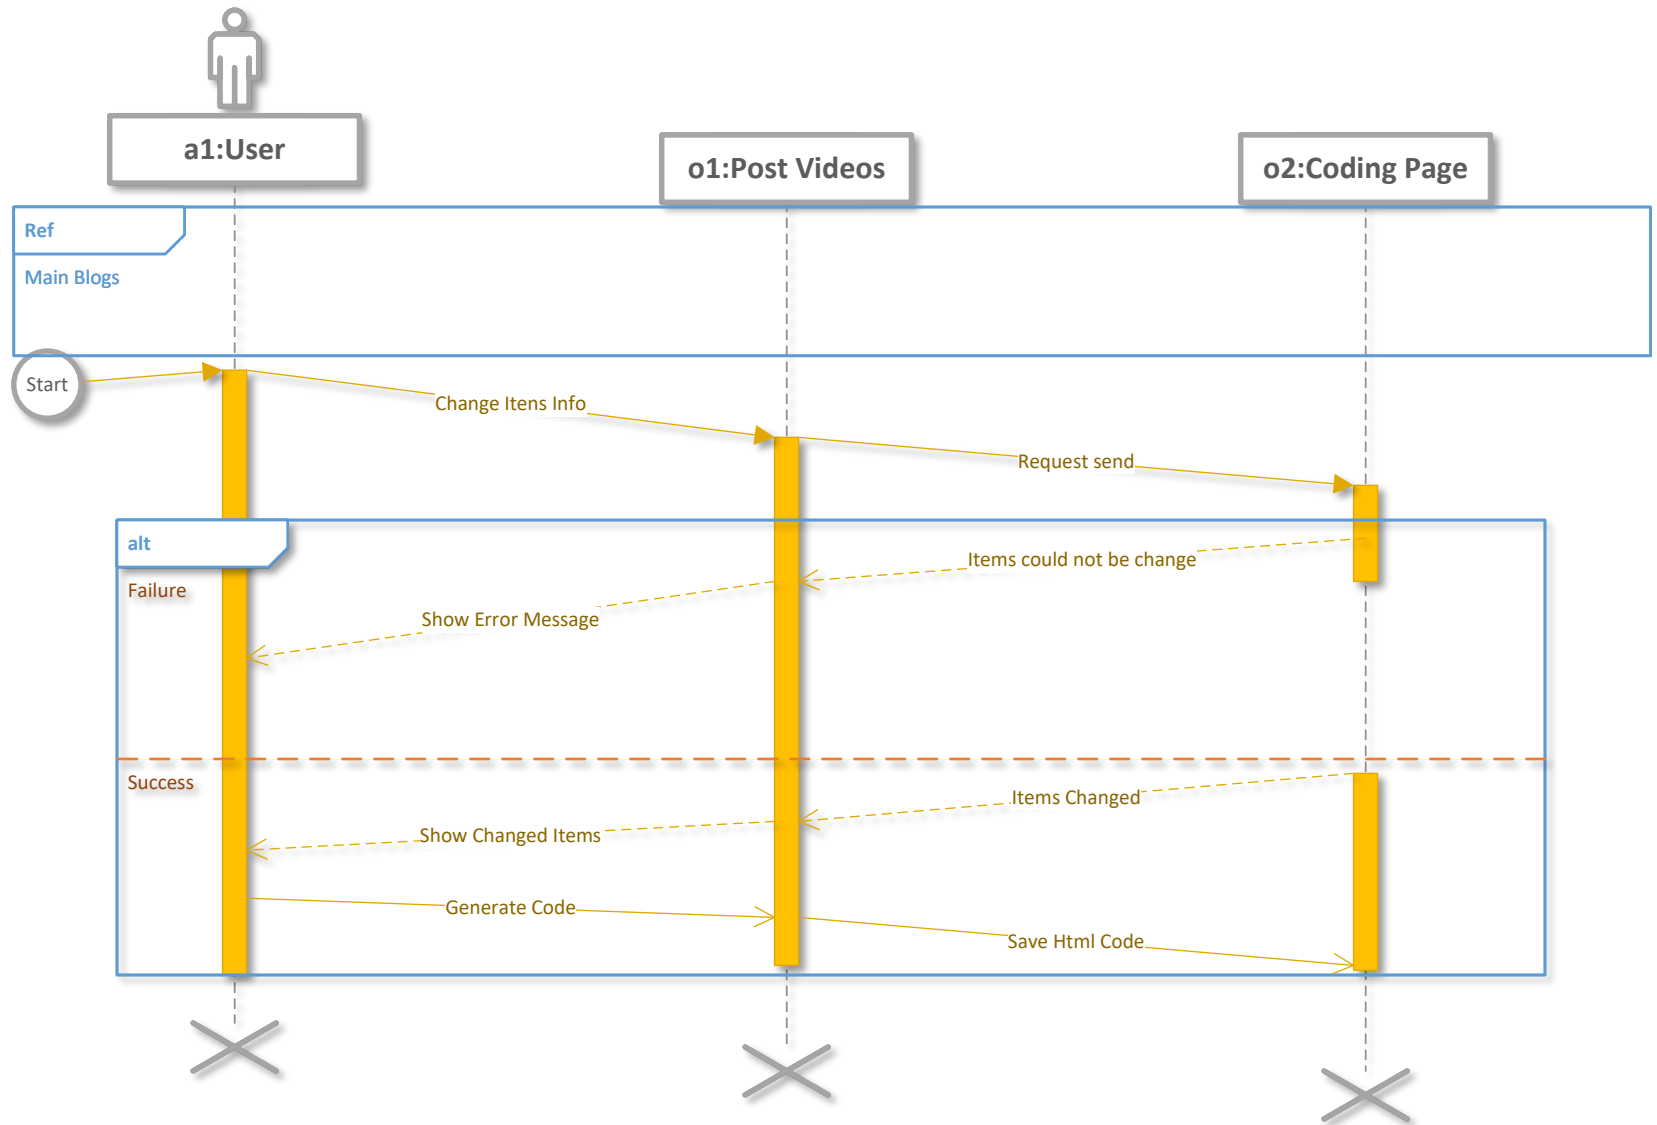 a1:User
o1:Post Videos
o2:Coding Page
Ref
Main Blogs
Start
Change Itens Info
Request send
alt
Items could not be change
Failure
Show Error Message
Success
Items Changed
Show Changed Items
Generate Code
Save Html Code